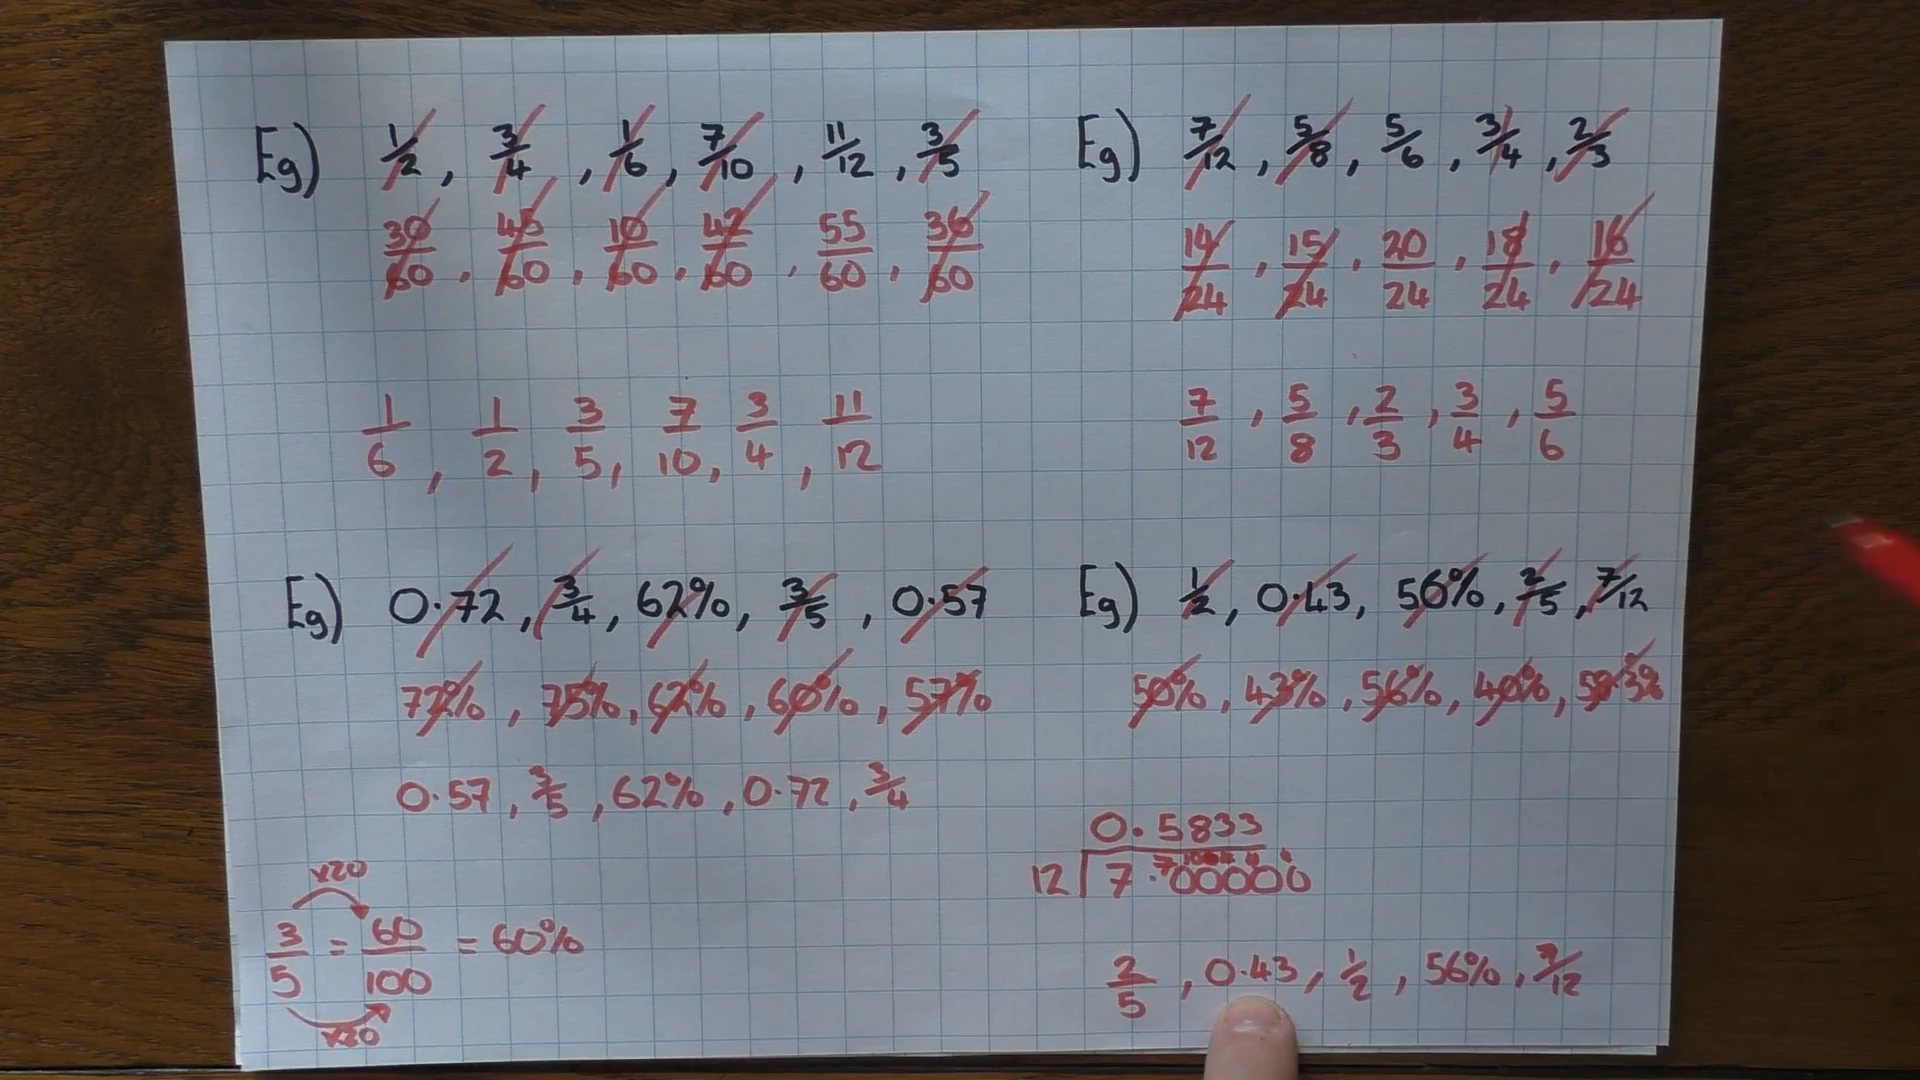 Eg) 1/2, 3/4, 1/6, 7/10, 11/12, 3/5
30/60, 45/60, 10/60, 42/60, 55/60, 36/60
1/6, 1/2, 3/5, 7/10, 3/4, 11/12
Eg) 7/12, 5/8, 5/6, 3/4, 2/3
14/24, 15/24, 20/24, 18/24, 16/24
7/12, 5/8, 2/3, 3/4, 5/6
Eg) 0.72, 3/4, 62%, 3/5, 0.57
72%, 75%, 62%, 60%, 57%
0.57, 3/5, 62%, 0.72, 3/4
x20
3/5 = 60/100 = 60%
x20
Eg) 1/2, 0.43, 56%, 2/5, 7/12
50%, 43%, 56%, 40%, 58.3%
0.5833
12 7.00000
2/5, 0.43, 1/2, 56%, 7/12